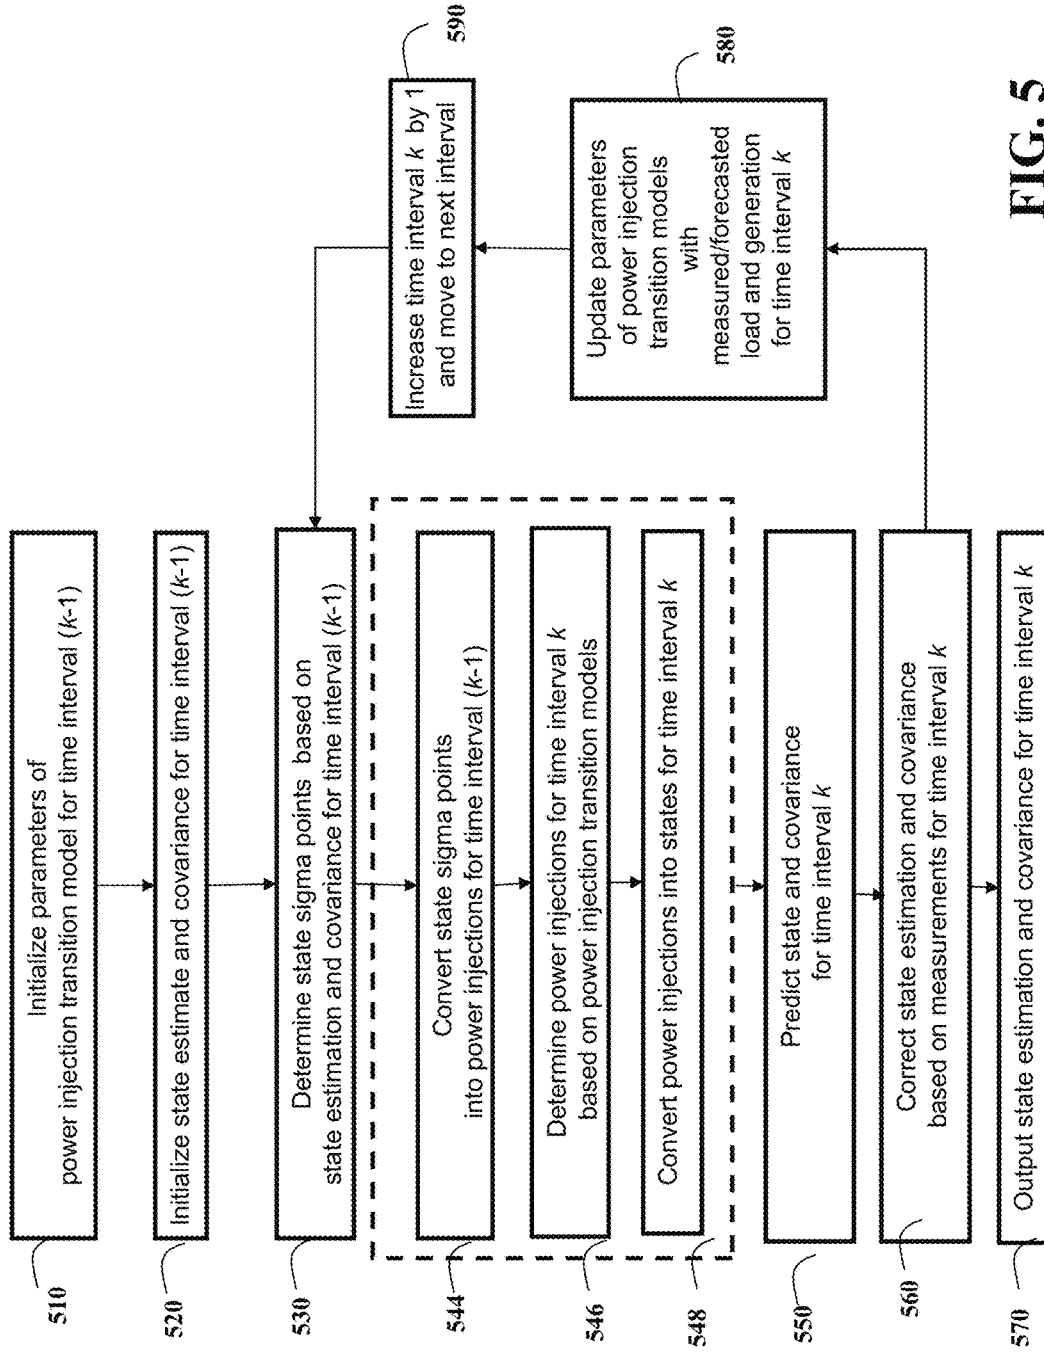 510
Initialize parameters of
power injection transition model for time interval (k-1)
520
Initialize state estimate and covariance for time interval (k-1)
530
Determine state sigma points based on
state estimation and covariance for time interval (k-1)
544
Convert state sigma points
into power injections for time interval (k-1)
546
Determine power injections for time interval k
based on power injection transition models
548
Convert power injections into states for time interval k
550
Predict state and covariance
for time interval k
560
Correct state estimation and covariance
based on measurements for time interval k
570
Output state estimation and covariance for time interval k
580
Update parameters
of power injection
transition models
with
measured/forecasted
load and generation
for time interval k
590
Increase time interval k by 1
and move to next interval
FIG. 5